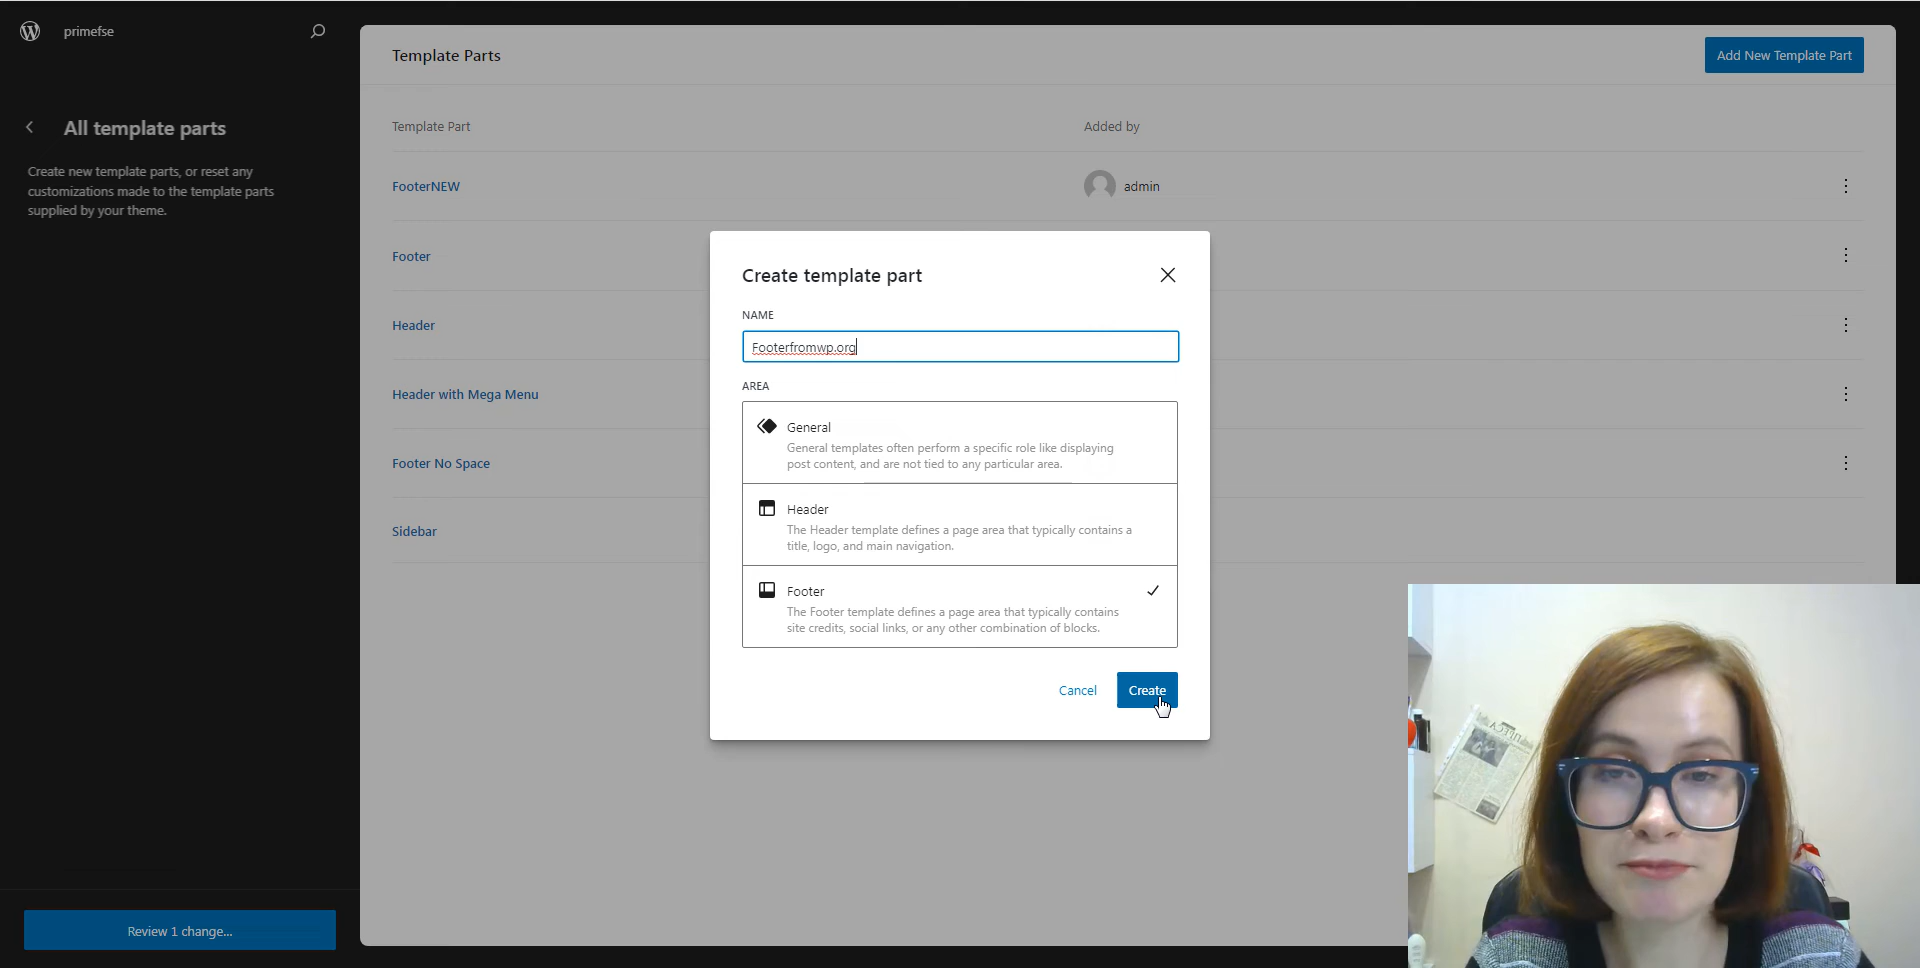 primefse
Template Parts
Add New Template Part
All template parts
Create new template parts, or reset any
customizations made to the template parts
supplied by your theme.
Template Part
Added by
FooterNEW
admin
Footer
Header
Header with Mega Menu
Footer No Space
Sidebar
Create template part
NAME
Footerfromwp.org
AREA
General
General templates often perform a specific role like displaying
post content, and are not tied to any particular area.
Header
The Header template defines a page area that typically contains a
title, logo, and main navigation.
Footer
The Footer template defines a page area that typically contains
site credits, social links, or any other combination of blocks.
Cancel
Create
Review 1 change...